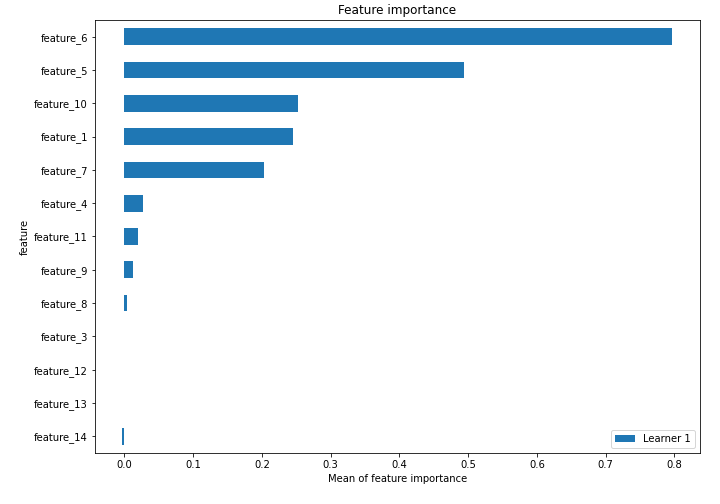 Feature importance
feature_6
feature_5
feature_10
feature_1
feature_7
feature_4
feature_11
feature_9
feature_8
feature_3
feature_12
feature_13
feature_14
feature
Learner 1
0.0 0.1 0.2 0.3 0.4 0.5 0.6 0.7 0.8
Mean of feature importance